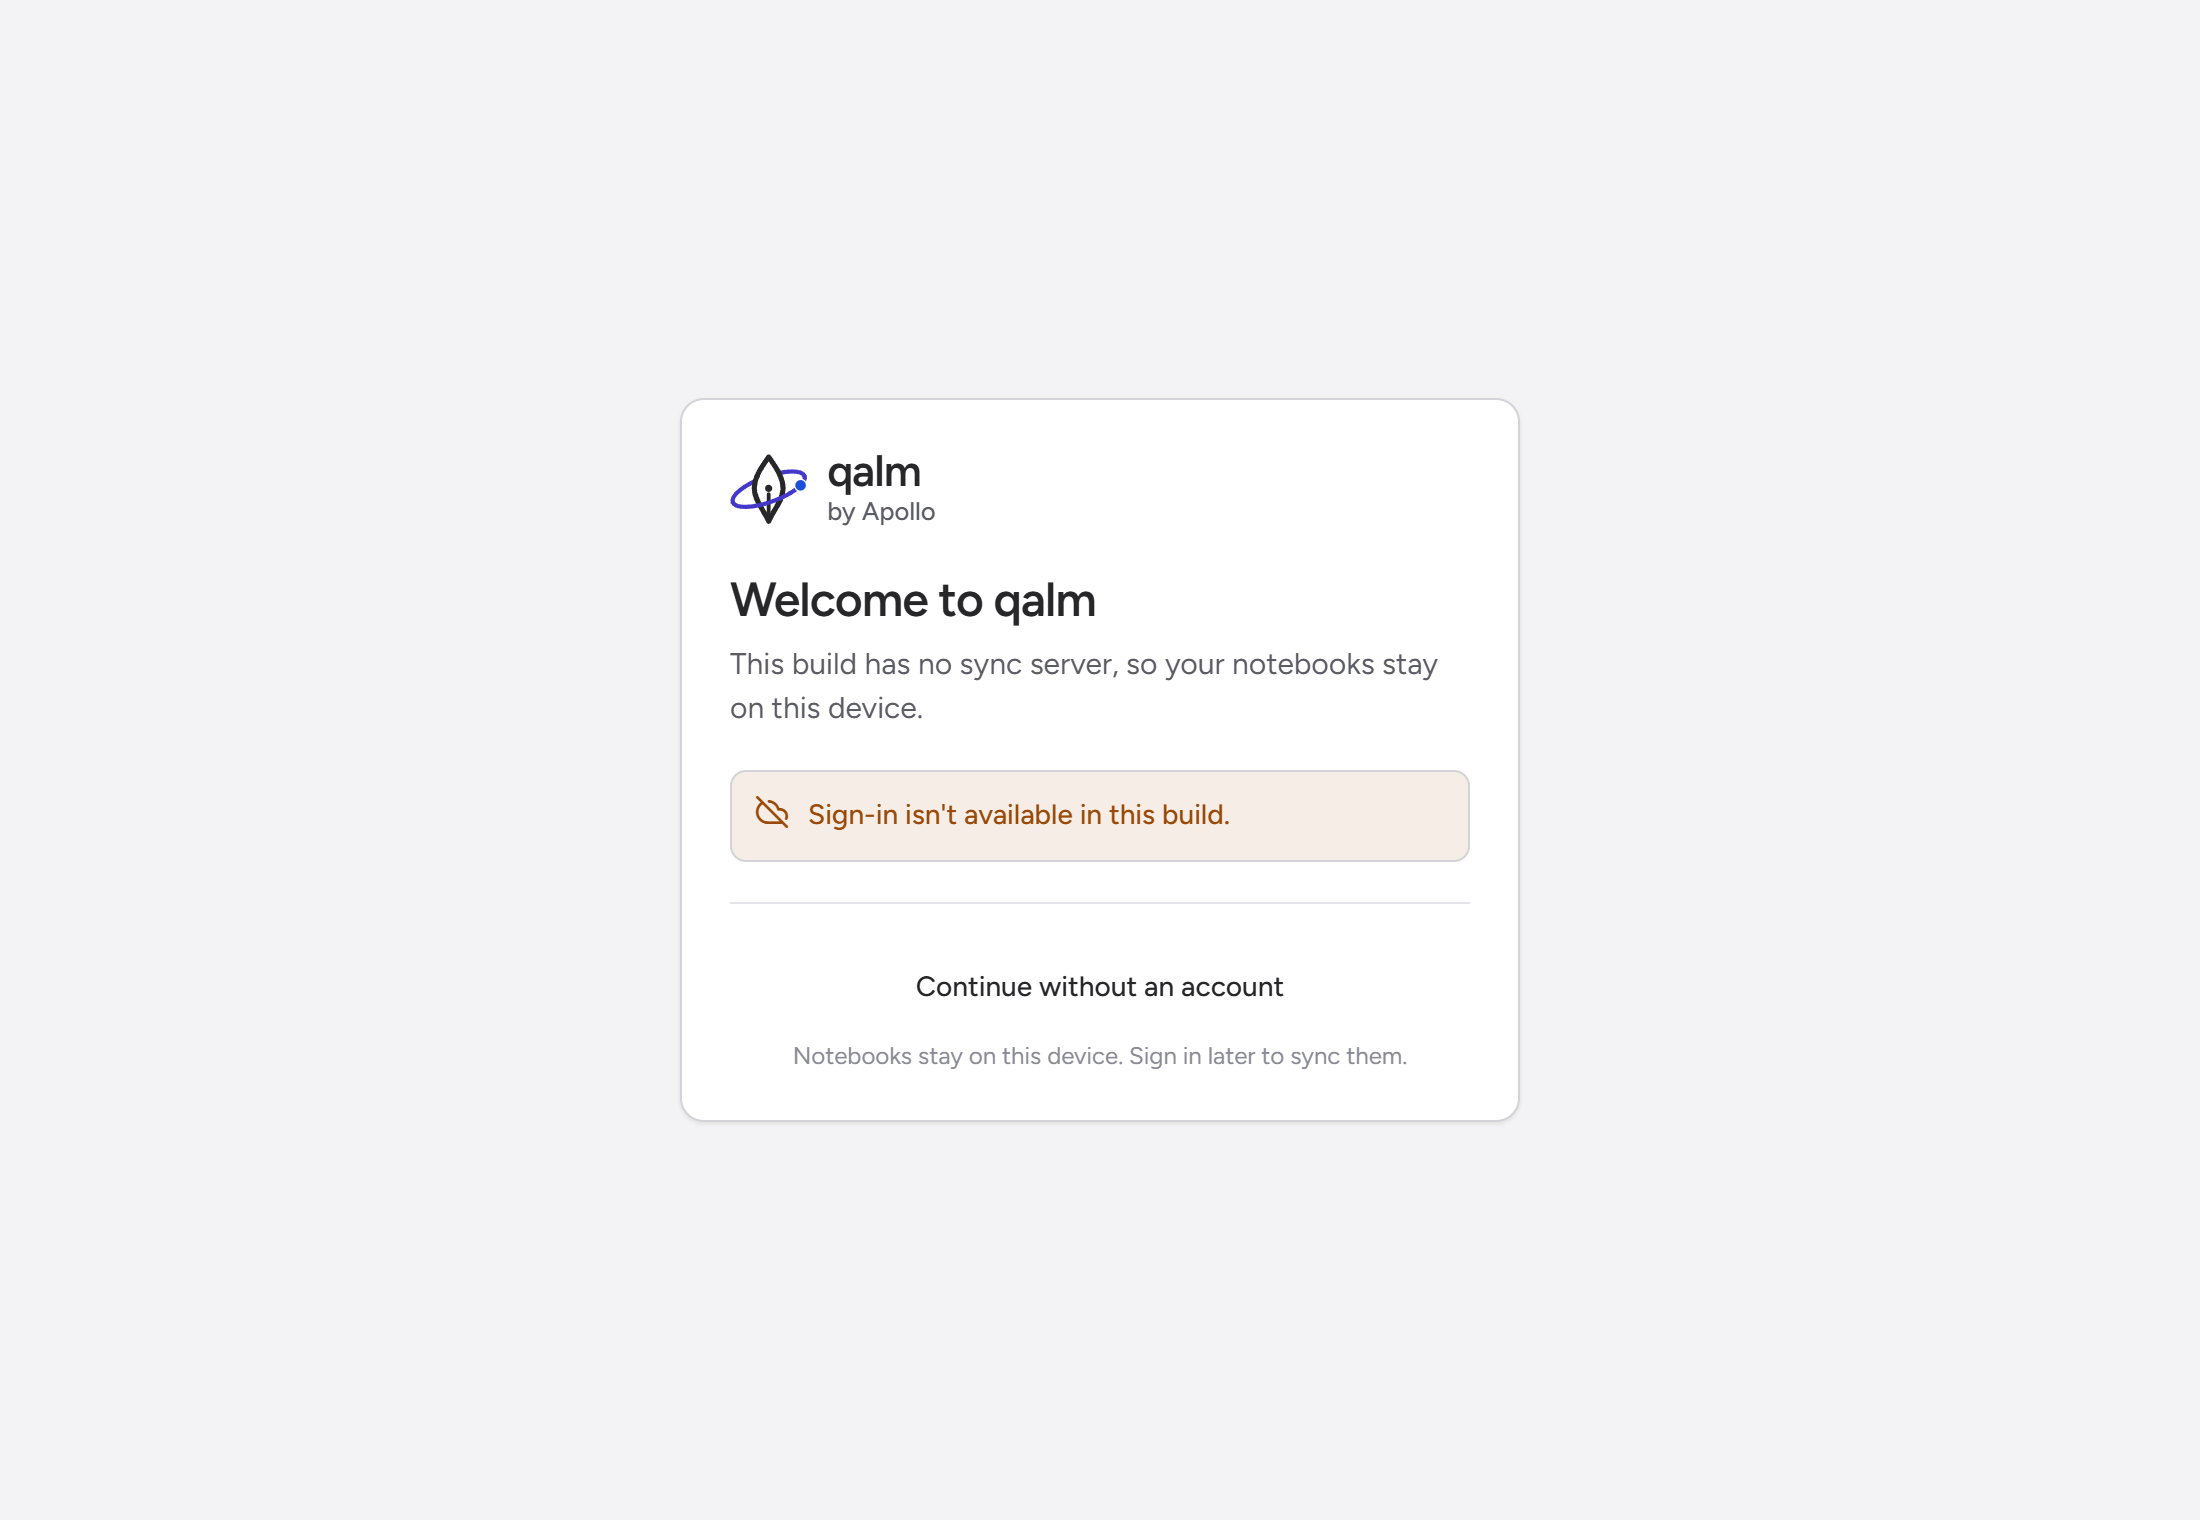 qalm
by Apollo
Welcome to qalm
This build has no sync server, so your notebooks stay
on this device.
Sign-in isn't available in this build.
Continue without an account
Notebooks stay on this device. Sign in later to sync them.